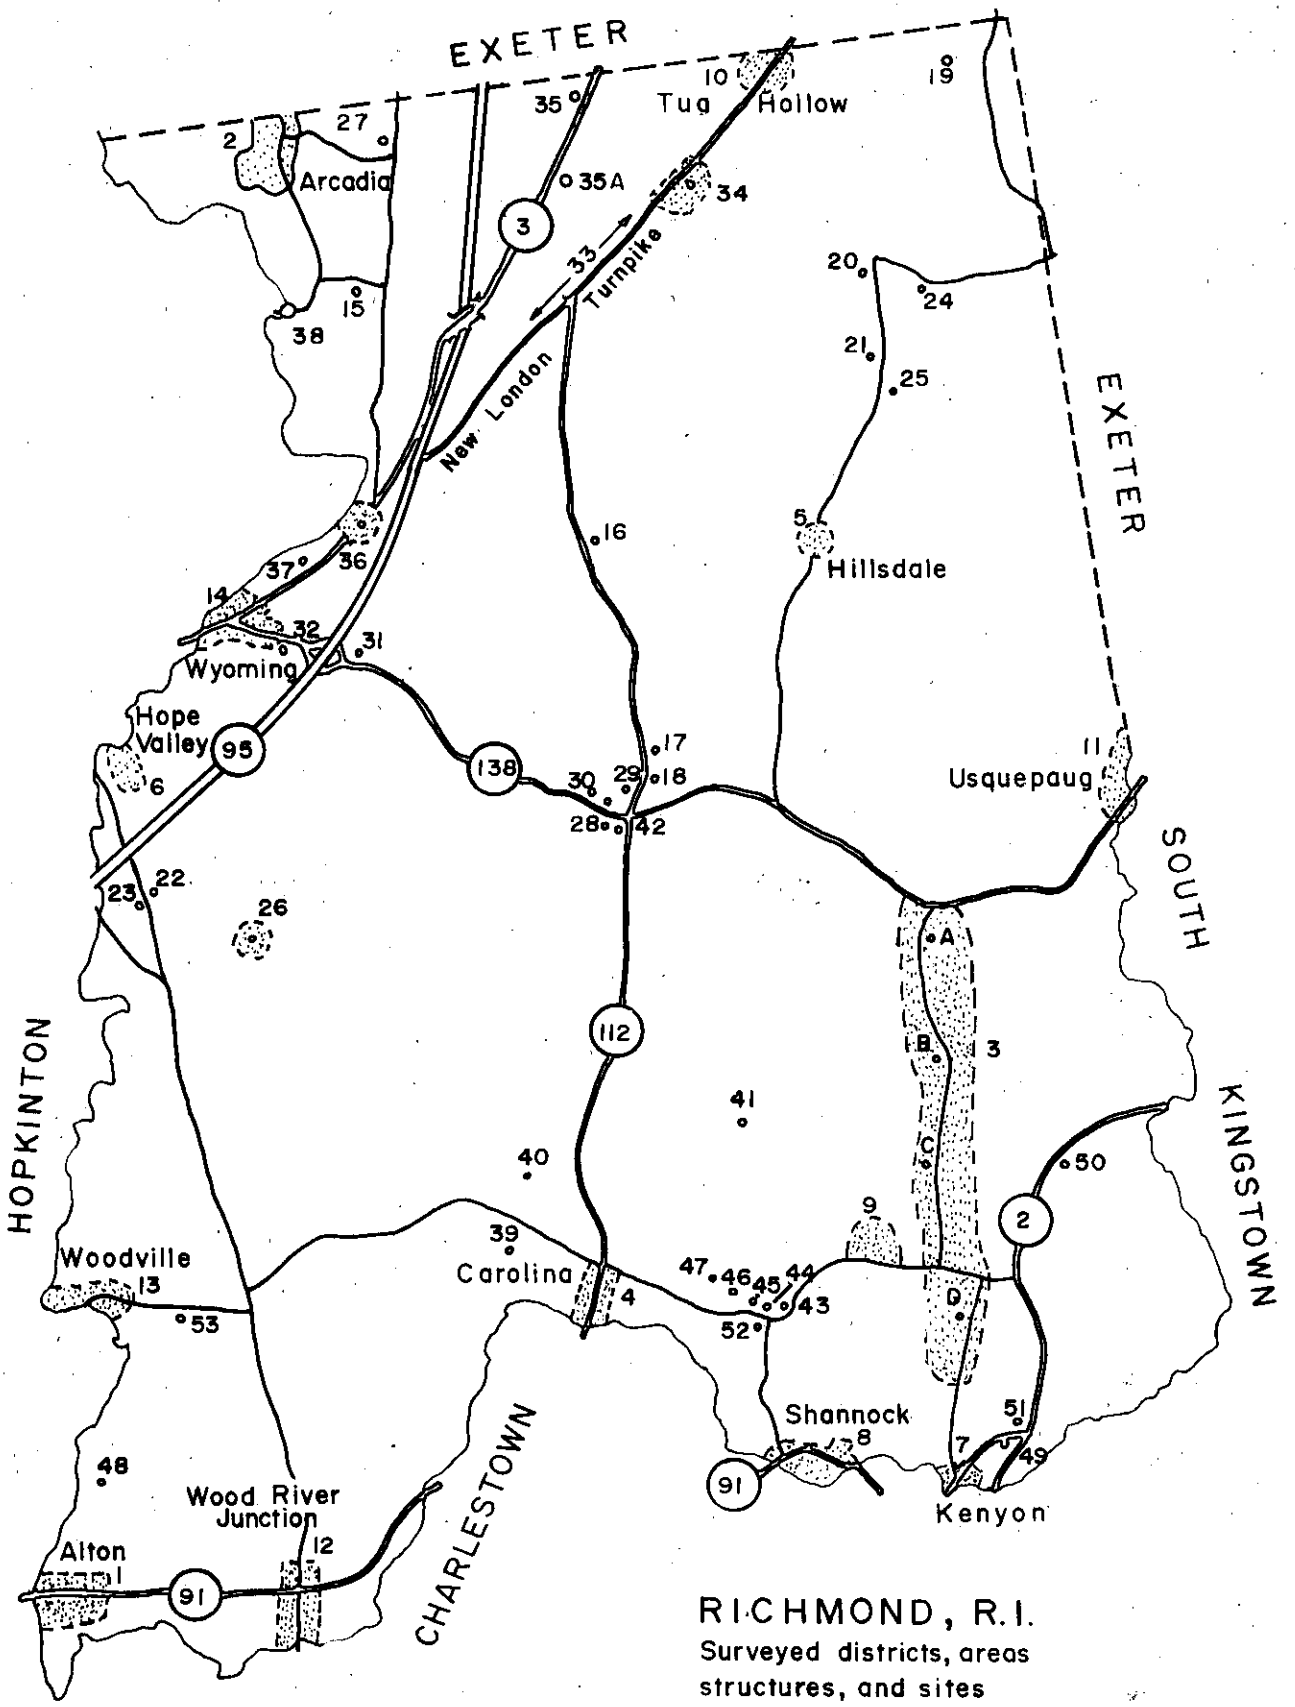 EXETER
10
Tug Hollow
19
35
2
27
Arcadia
35A
34
3
33
New London Turnpike
20
24
15
38
21
25
EXETER
16
5
Hillsdale
36
37
14
32
31
Wyoming
Hope
Valley
6
95
138
17
18
29
30
28
42
11
Usquepaug
SOUTH
KINGSTOWN
22
23
26
A
B
3
C
D
112
41
40
50
2
9
HOPKINTON
39
Carolina
4
47
46
45
44
43
52
Woodville
13
53
Shannock
8
91
51
7
49
Kenyon
48
Wood River
Junction
12
Alton
1
91
CHARLESTOWN
RICHMOND, R.I.
Surveyed districts, areas
structures, and sites